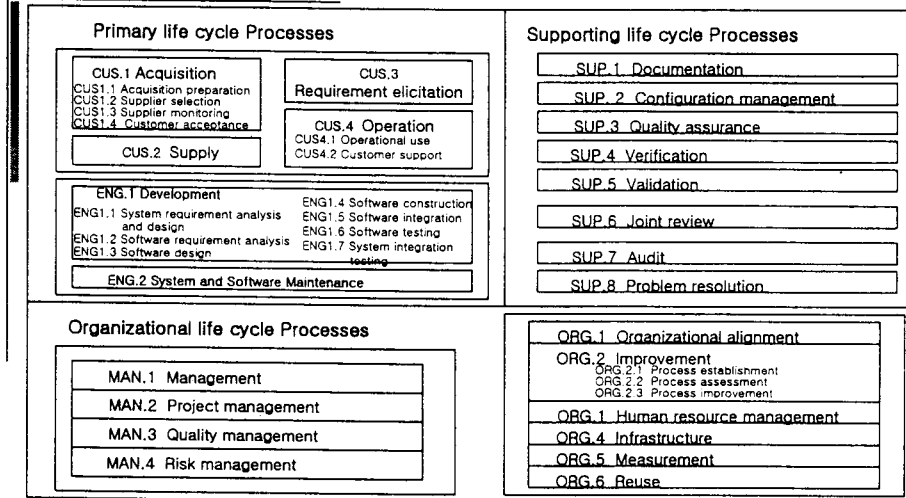 Primary life cycle Processes
CUS.1 Acquisition
CUS1.1 Acquisition preparation
CUS1.2 Supplier selection
CUS1.3 Supplier monitoring
CUS1.4 Customer acceptance
CUS.2 Supply
CUS.3
Requirement elicitation
CUS.4 Operation
CUS4.1 Operational use
CUS4.2 Customer support
ENG.1 Development
ENG1.1 System requirement analysis
and design
ENG1.2 Software requirement analysis
ENG1.3 Software design
ENG1.4 Software construction
ENG1.5 Software integration
ENG1.6 Software testing
ENG1.7 System integration
testing
ENG.2 System and Software Maintenance
Supporting life cycle Processes
SUP.1 Documentation
SUP.2 Configuration management
SUP.3 Quality assurance
SUP.4 Verification
SUP.5 Validation
SUP.6 Joint review
SUP.7 Audit
SUP.8 Problem resolution
Organizational life cycle Processes
MAN.1 Management
MAN.2 Project management
MAN.3 Quality management
MAN.4 Risk management
ORG.1 Organizational alignment
ORG.2 Improvement
ORG.2.1 Process establishment
ORG.2.2 Process assessment
ORG.2.3 Process improvement
ORG.1 Human resource management
ORG.4 Infrastructure
ORG.5 Measurement
ORG.6 Reuse